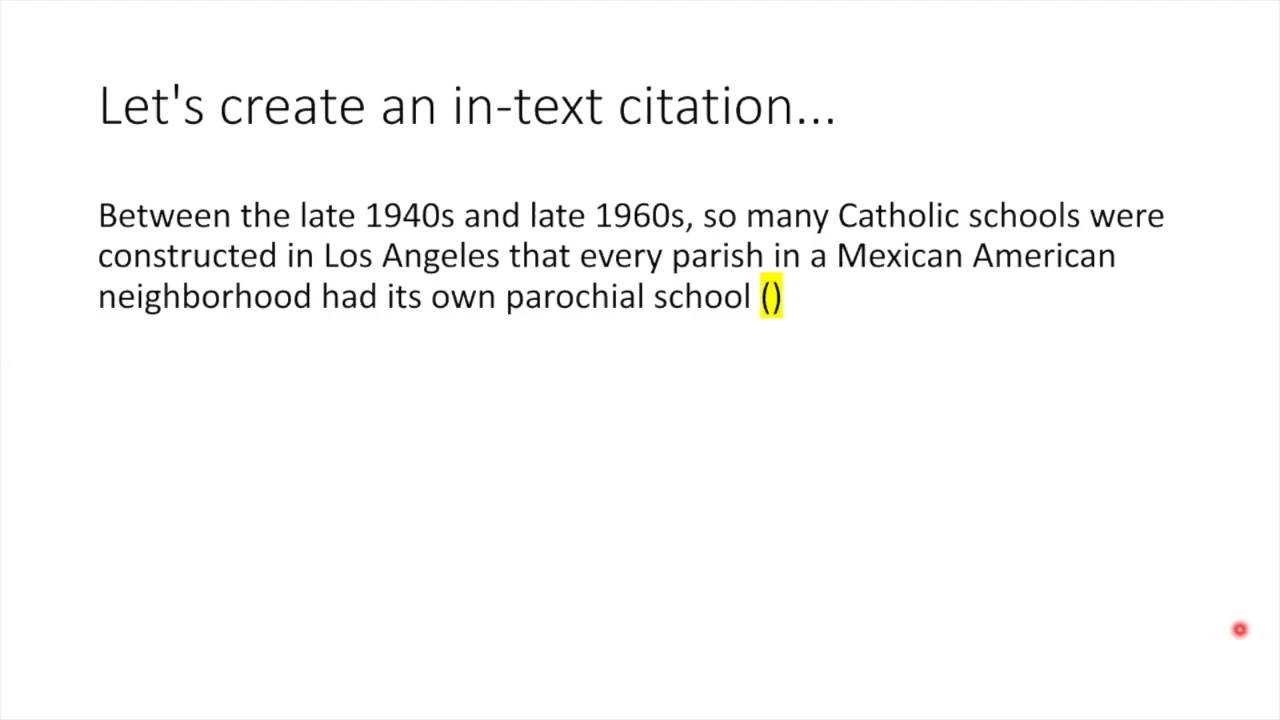 Let's create an in-text citation...
Between the late 1940s and late 1960s, so many Catholic schools were
constructed in Los Angeles that every parish in a Mexican American
neighborhood had its own parochial school ()